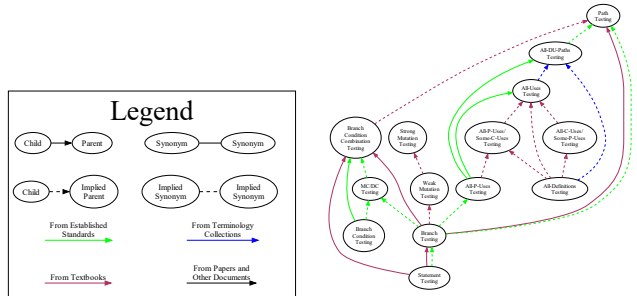 Legend
Child
Parent
Synonym
Synonym
Child
Implied
Parent
Implied
Synonym
Implied
Synonym
From Established
Standards
From Terminology
Collections
From Textbooks
From Papers and
Other Documents
Path
Testing
All-DU-Paths
Testing
All-Uses
Testing
Branch
Condition
Combination
Testing
Strong
Mutation
Testing
All-P-Uses/
Some-C-Uses
Testing
All-C-Uses/
Some-P-Uses
Testing
MC/DC
Testing
Weak
Mutation
Testing
All-P-Uses
Testing
All-Definitions
Testing
Branch
Condition
Testing
Branch
Testing
Statement
Testing